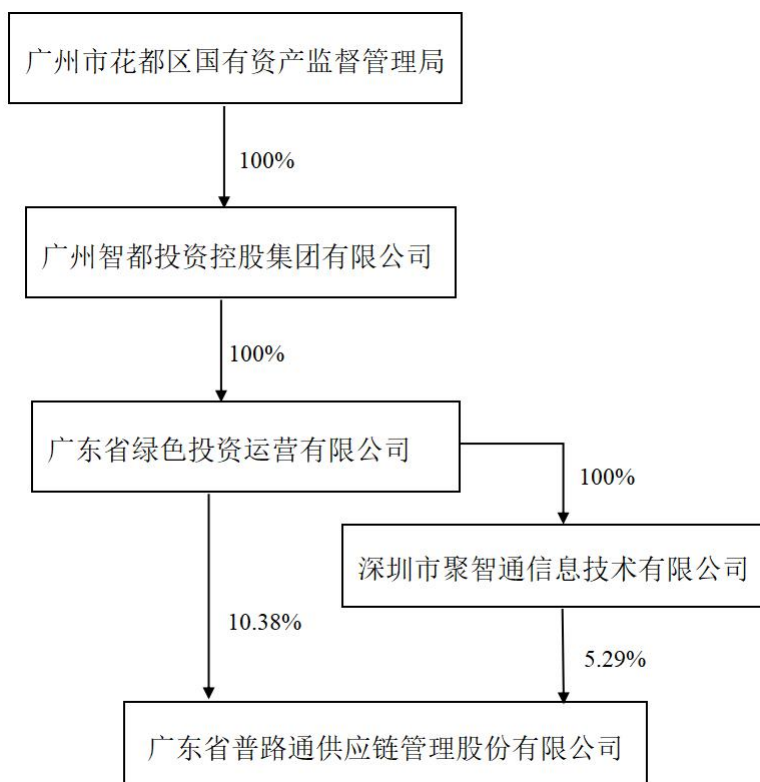 广州市花都区国有资产监督管理局
100%
广州智都投资控股集团有限公司
100%
广东省绿色投资运营有限公司
100%
深圳市聚智通信息技术有限公司
10.38%
5.29%
广东省普路通供应链管理股份有限公司